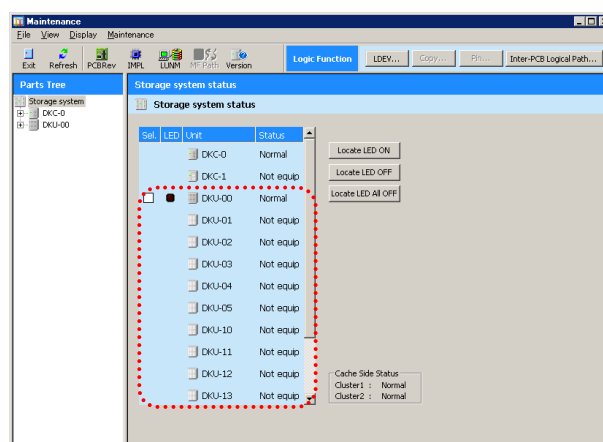 Maintenance
File View Display Maintenance
Exit Refresh PCBRev IMPL LUNM MF Path Version Logic Function LDEV... Copy... Pin... Inter-PCB Logical Path...
Parts Tree
Storage system
DKC-0
DKU-00
Storage system status
Storage system status
Sel. LED Unit Status
DKC-0 Normal
DKC-1 Not equip
DKU-00 Normal
DKU-01 Not equip
DKU-02 Not equip
DKU-03 Not equip
DKU-04 Not equip
DKU-05 Not equip
DKU-10 Not equip
DKU-11 Not equip
DKU-12 Not equip
DKU-13 Not equip
Locate LED ON
Locate LED OFF
Locate LED All OFF
Cache Side Status
Cluster1 : Normal
Cluster2 : Normal